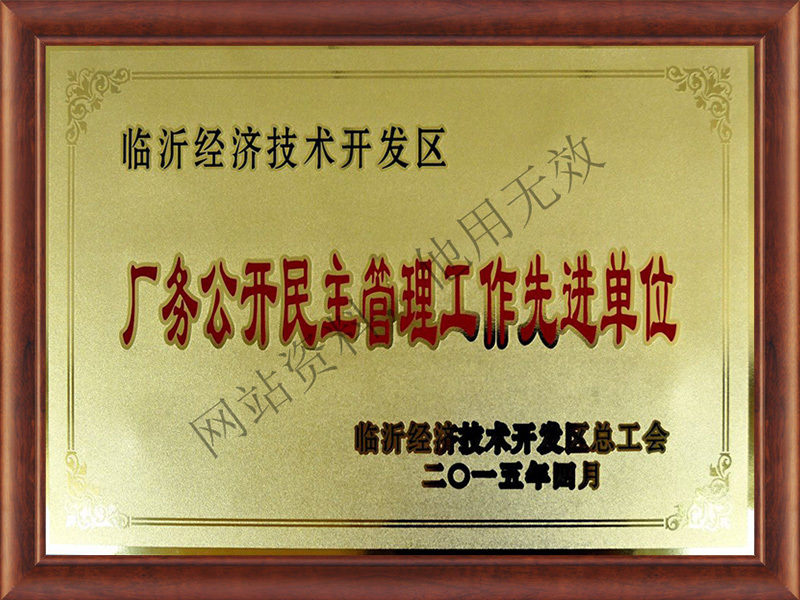 临沂经济技术开发区
厂务公开民主管理工作先进单位
临沂经济技术开发区总工会
二〇一五年四月
网站资料 他用无效